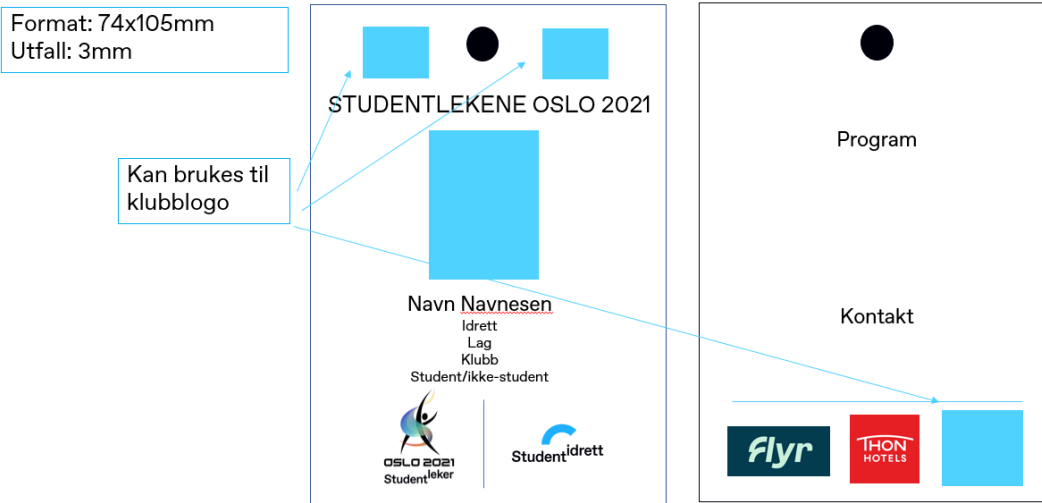 Format: 74x105mm
Utfall: 3mm
Kan brukes til
klubblogo
STUDENTLEKENE OSLO 2021
Navn Navnesen
Idrett
Lag
Klubb
Student/ikke-student
OSLO 2021
Studentleker
Studentidrett
Program
Kontakt
Flyr
THON
HOTELS